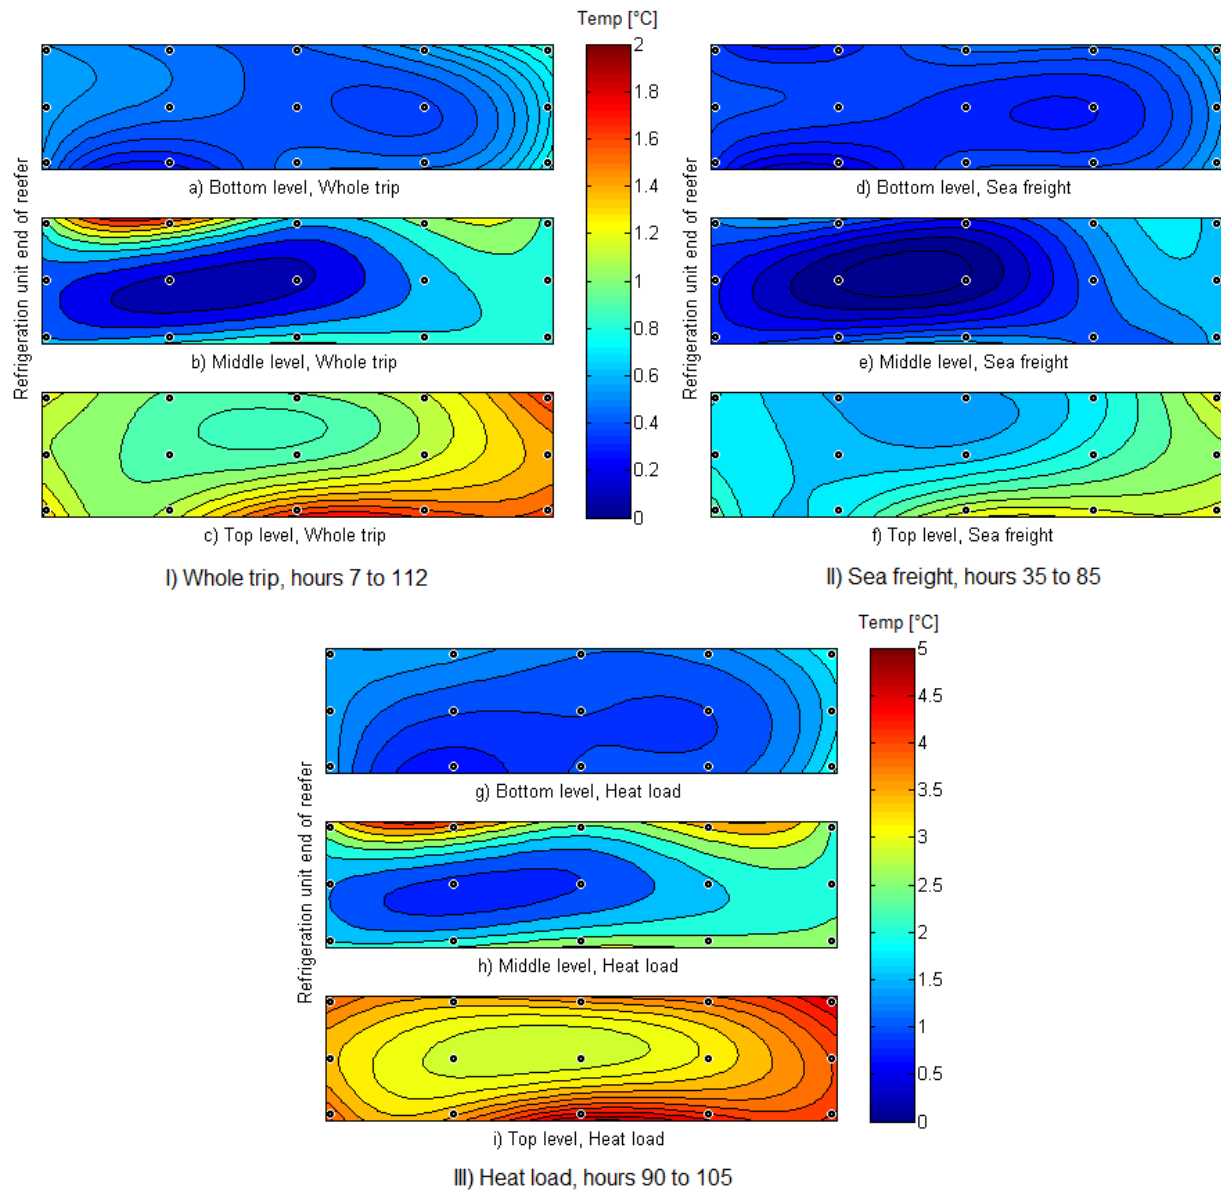 Temp [°C]
2
1.8
1.6
1.4
1.2
1
0.8
0.6
0.4
0.2
0
Refrigeration unit end of reefer
a) Bottom level, Whole trip
b) Middle level, Whole trip
c) Top level, Whole trip
I) Whole trip, hours 7 to 112
Refrigeration unit end of reefer
d) Bottom level, Sea freight
e) Middle level, Sea freight
f) Top level, Sea freight
II) Sea freight, hours 35 to 85
Temp [°C]
5
4.5
4
3.5
3
2.5
2
1.5
1
0.5
0
Refrigeration unit end of reefer
g) Bottom level, Heat load
h) Middle level, Heat load
i) Top level, Heat load
III) Heat load, hours 90 to 105